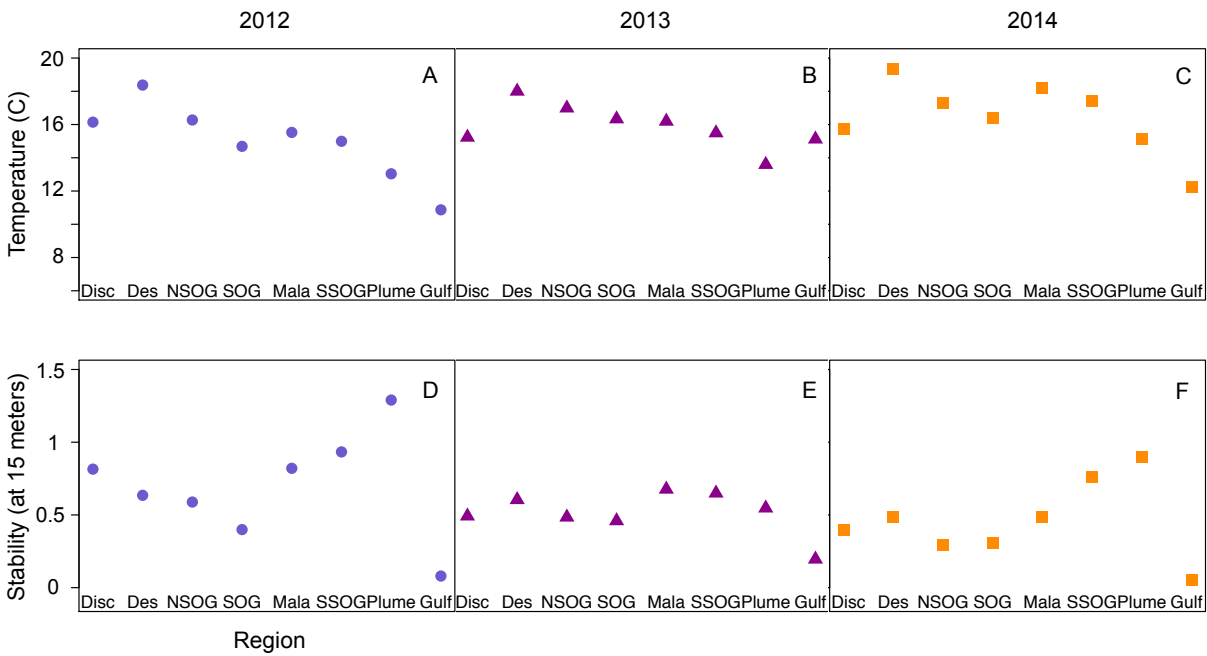 2012 2013 2014
Temperature (C)
20
16
12
8
A
B
C
Disc Des NSOG SOG Mala SSOG Plume Gulf Disc Des NSOG SOG Mala SSOG Plume Gulf Disc Des NSOG SOG Mala SSOG Plume Gulf
Stability (at 15 meters)
1.5
1
0.5
0
D
E
F
Disc Des NSOG SOG Mala SSOG Plume Gulf Disc Des NSOG SOG Mala SSOG Plume Gulf Disc Des NSOG SOG Mala SSOG Plume Gulf
Region